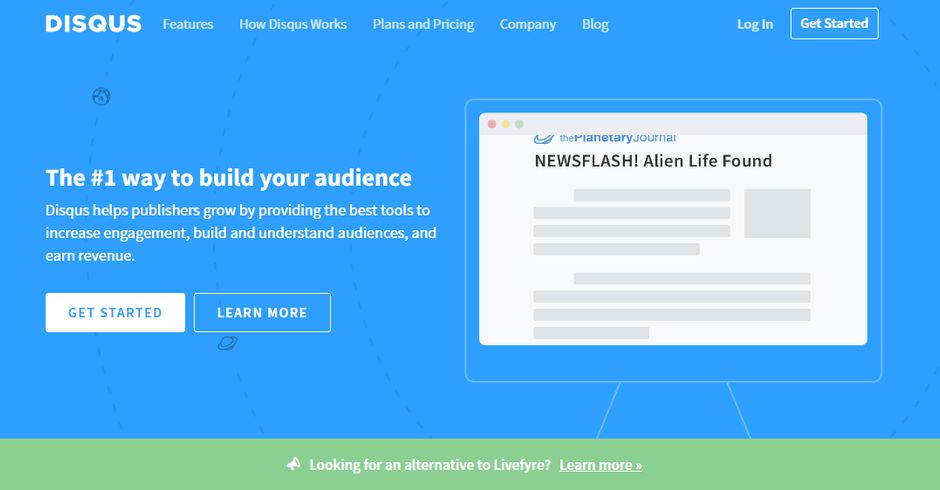 DISQUS Features How Disqus Works Plans and Pricing Company Blog Log In Get Started
The #1 way to build your audience
Disqus helps publishers grow by providing the best tools to
increase engagement, build and understand audiences, and
earn revenue.
GET STARTED LEARN MORE
thePlanetaryJournal
NEWSFLASH! Alien Life Found
Looking for an alternative to Livefyre? Learn more »